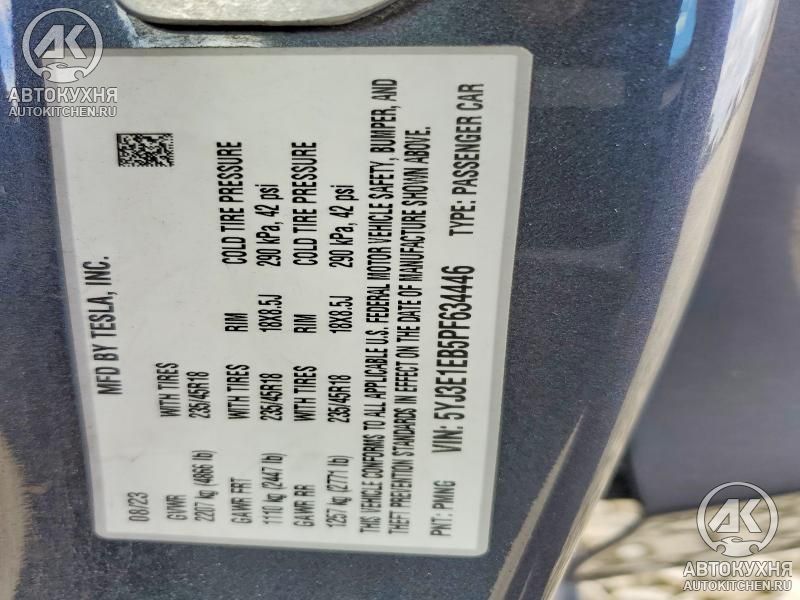 MFD BY TESLA, INC.
08/23
GVWR WITH TIRES RIM COLD TIRE PRESSURE
2207 kg (4866 lb) 235/45R18 18X8.5J 290 kPa, 42 psi
GAWR FRT WITH TIRES RIM COLD TIRE PRESSURE
1110 kg (2447 lb) 235/45R18 18X8.5J 290 kPa, 42 psi
GAWR RR
1257 kg (2771 lb)
THIS VEHICLE CONFORMS TO ALL APPLICABLE U.S. FEDERAL MOTOR VEHICLE SAFETY, BUMPER, AND
THEFT PREVENTION STANDARDS IN EFFECT ON THE DATE OF MANUFACTURE SHOWN ABOVE.
PNT: PMNG VIN: 5YJ3E1EB5PF634446 TYPE: PASSENGER CAR
AK
АВТОКУХНЯ
AUTOKITCHEN.RU
AK
АВТОКУХНЯ
AUTOKITCHEN.RU